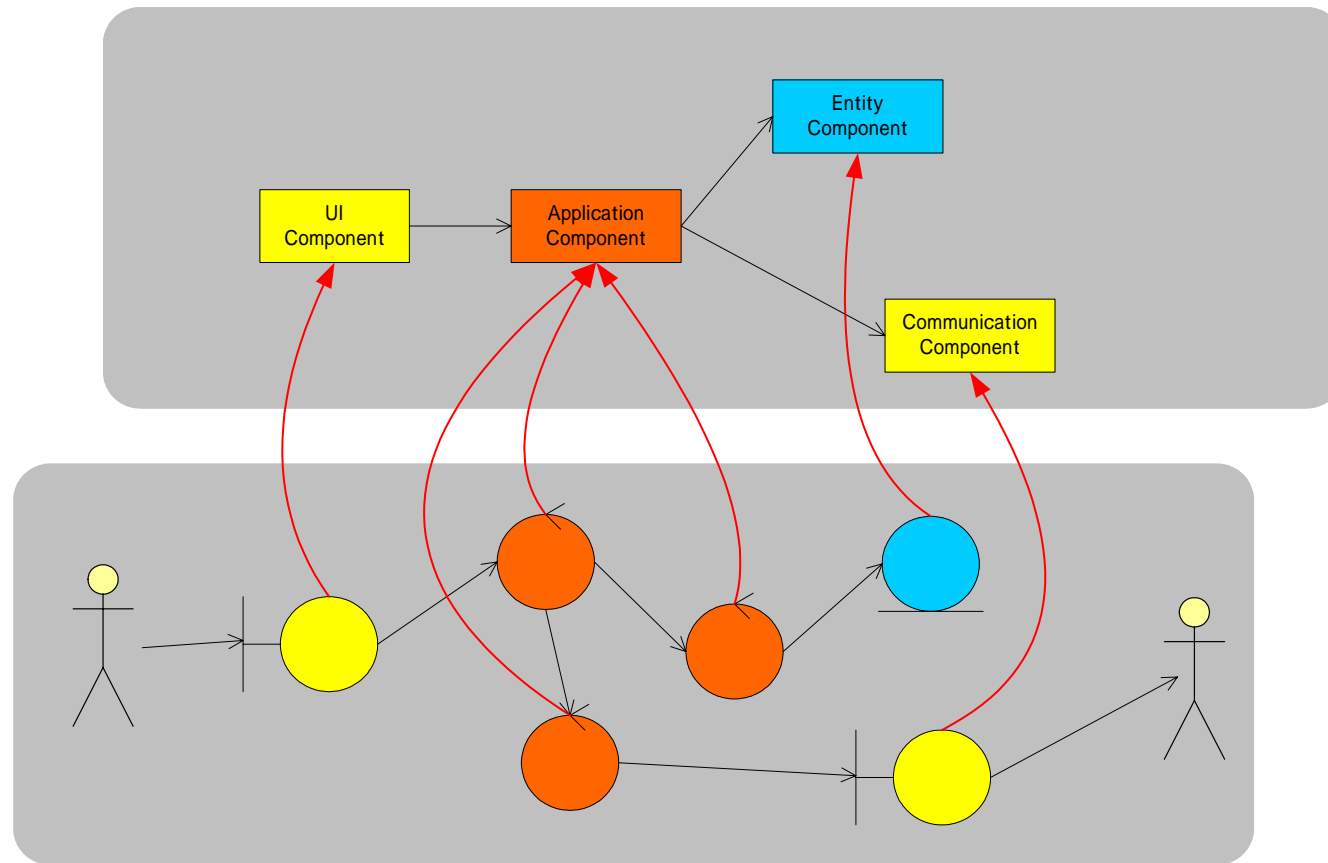 Entity
Component
UI
Component
Application
Component
Communication
Component